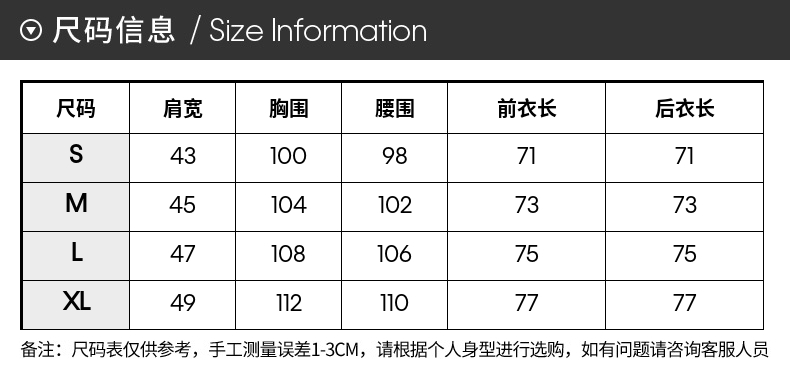 尺码信息 / Size Information
尺码 肩宽 胸围 腰围 前衣长 后衣长
S 43 100 98 71 71
M 45 104 102 73 73
L 47 108 106 75 75
XL 49 112 110 77 77
备注：尺码表仅供参考，手工测量误差1-3CM，请根据个人身型进行选购，如有问题请咨询客服人员